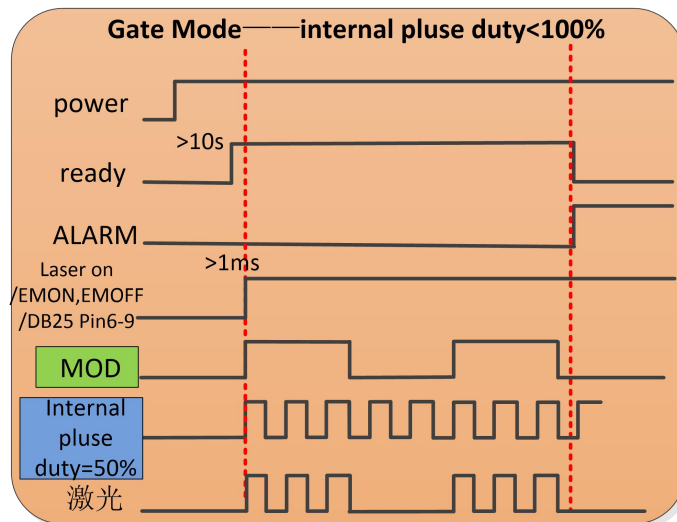 Gate Mode——internal pluse duty<100%
power
>10s
ready
ALARM
>1ms
Laser on
/EMON,EMOFF
/DB25 Pin6-9
MOD
Internal
pluse
duty=50%
激光